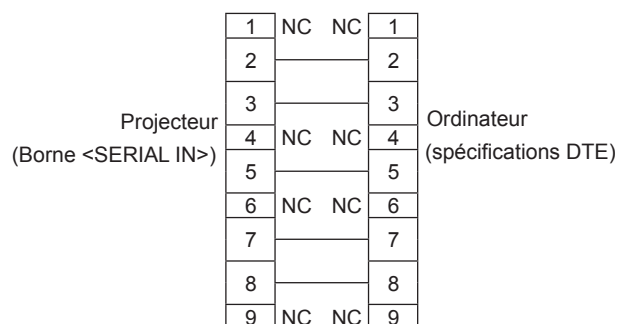 1 NC NC 1
2 2
3 3
Projecteur
(Borne <SERIAL IN>)
Ordinateur
(spécifications DTE)
4 NC NC 4
5 5
6 NC NC 6
7 7
8 8
9 NC NC 9